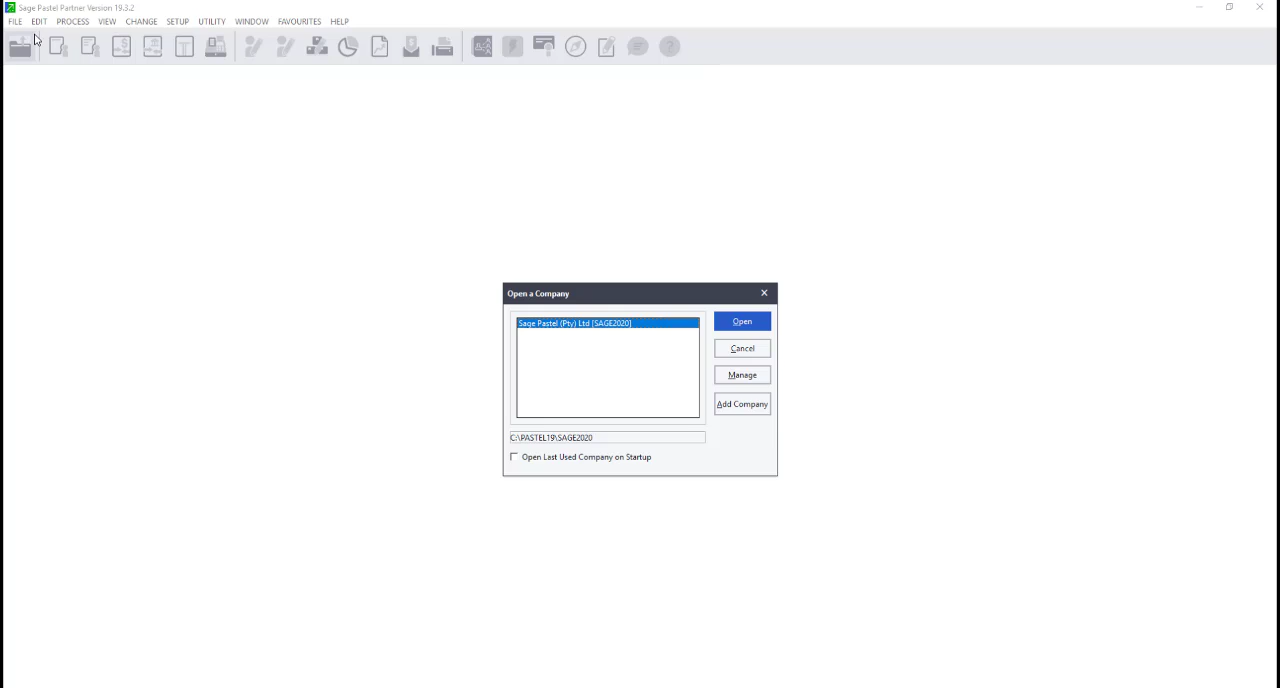 Sage Pastel Partner Version 19.3.2
FILE EDIT PROCESS VIEW CHANGE SETUP UTILITY WINDOW FAVOURITES HELP
Open a Company
Sage Pastel (Pty) Ltd [SAGE2020]
Open
Cancel
Manage
Add Company
C:\PASTEL19\SAGE2020
Open Last Used Company on Startup